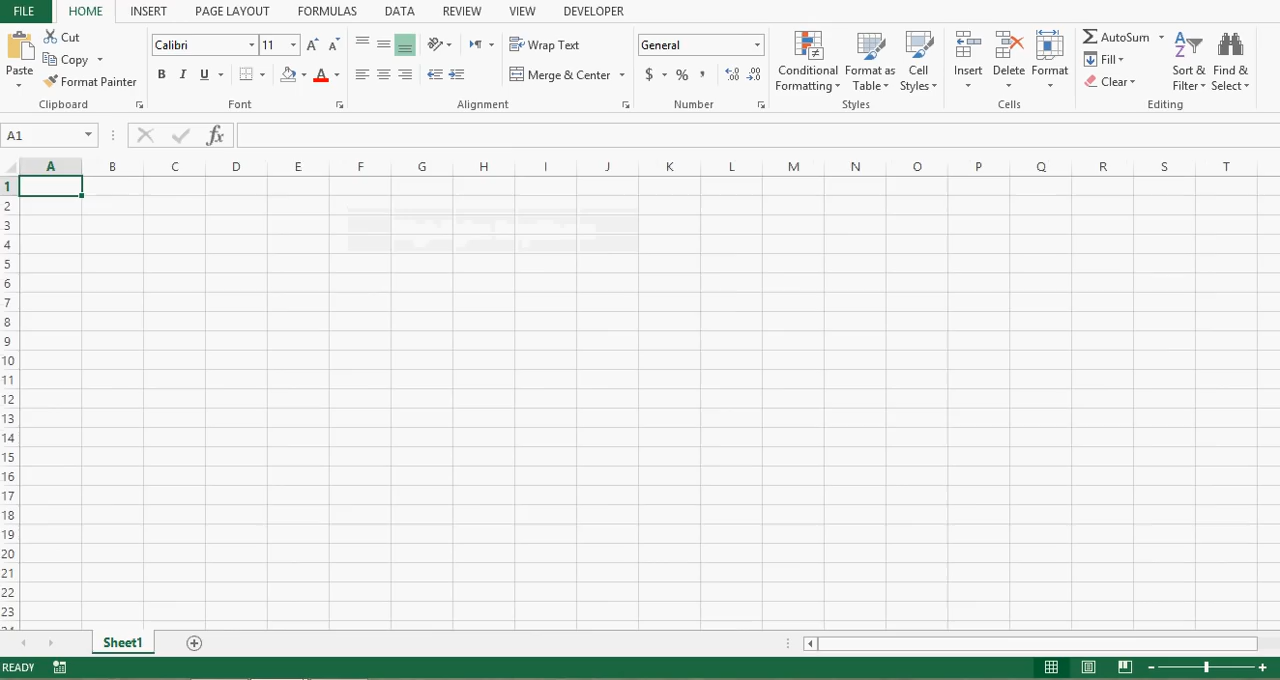 FILE HOME INSERT PAGE LAYOUT FORMULAS DATA REVIEW VIEW DEVELOPER
Cut
Copy
Format Painter
Paste
Clipboard
Calibri 11 A A
B I U A
Font
Wrap Text
Merge & Center
Alignment
General
$ % ,
Number
Conditional Formatting
Format as Table
Cell Styles
Styles
Insert Delete Format
Cells
AutoSum
Fill
Clear
Sort & Filter
Find & Select
Editing
A1 fx
A B C D E F G H I J K L M N O P Q R S T
1
2
3
4
5
6
7
8
9
10
11
12
13
14
15
16
17
18
19
20
21
22
23
Sheet1
READY